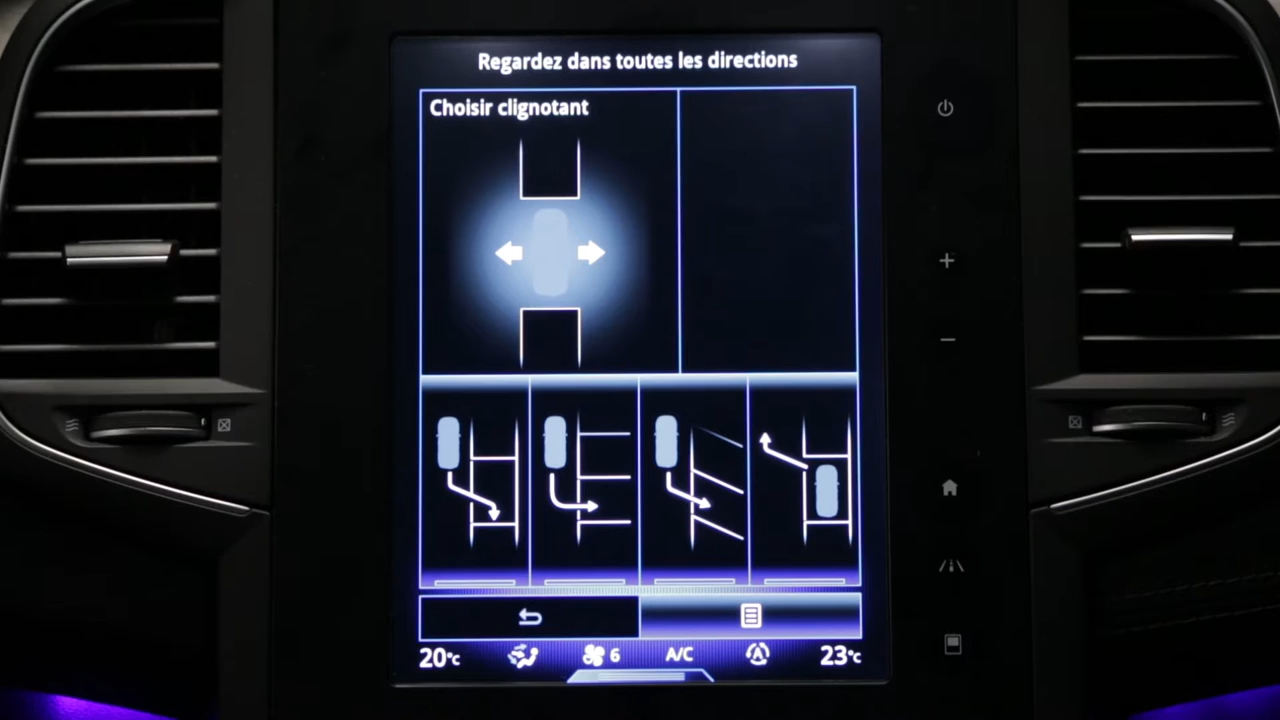 Regardez dans toutes les directions
Choisir clignotant
20°C
6
A/C
A
23°C